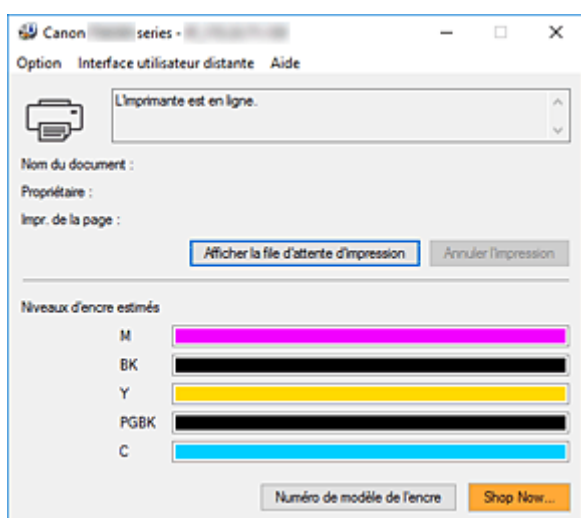 Canon series -
Option Interface utilisateur distante Aide
L'imprimante est en ligne.
Nom du document :
Propriétaire :
Impr. de la page :
Afficher la file d'attente d'impression Annuler l'impression
Niveaux d'encre estimés
M
BK
Y
PGBK
C
Numéro de modèle de l'encre Shop Now...